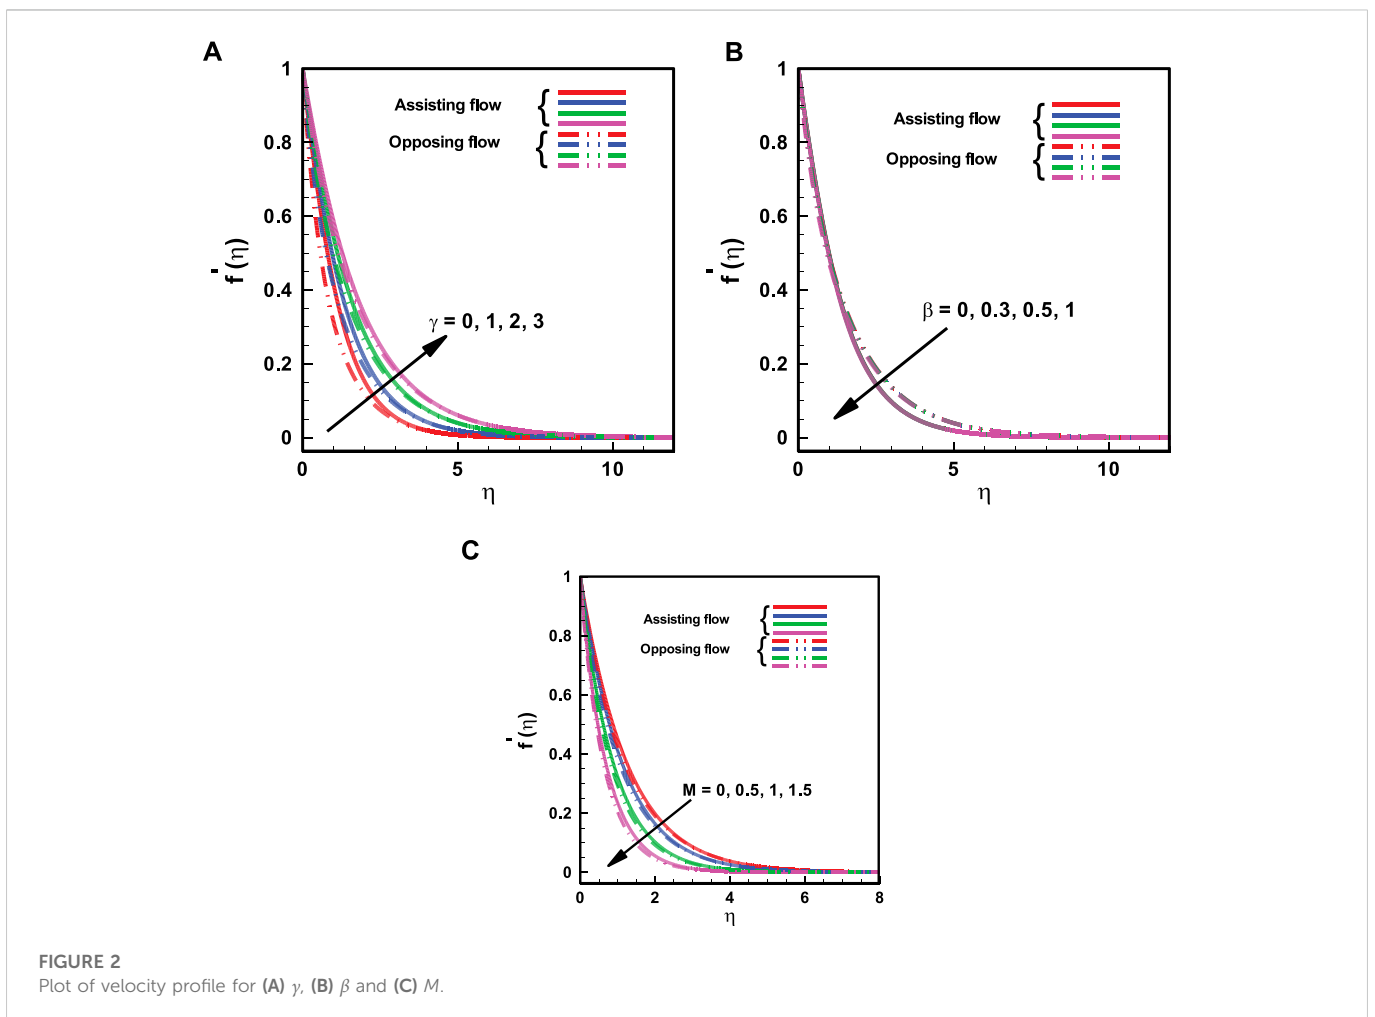 A
1
0.8
0.6
0.4
0.2
0
0
5
10
η
f' (η)
Assisting flow {
Opposing flow {
γ = 0, 1, 2, 3
B
1
0.8
0.6
0.4
0.2
0
0
5
10
η
f' (η)
Assisting flow {
Opposing flow {
β = 0, 0.3, 0.5, 1
C
1
0.8
0.6
0.4
0.2
0
0
2
4
6
8
η
f' (η)
Assisting flow {
Opposing flow {
M = 0, 0.5, 1, 1.5
FIGURE 2
Plot of velocity profile for (A) γ, (B) β and (C) M.